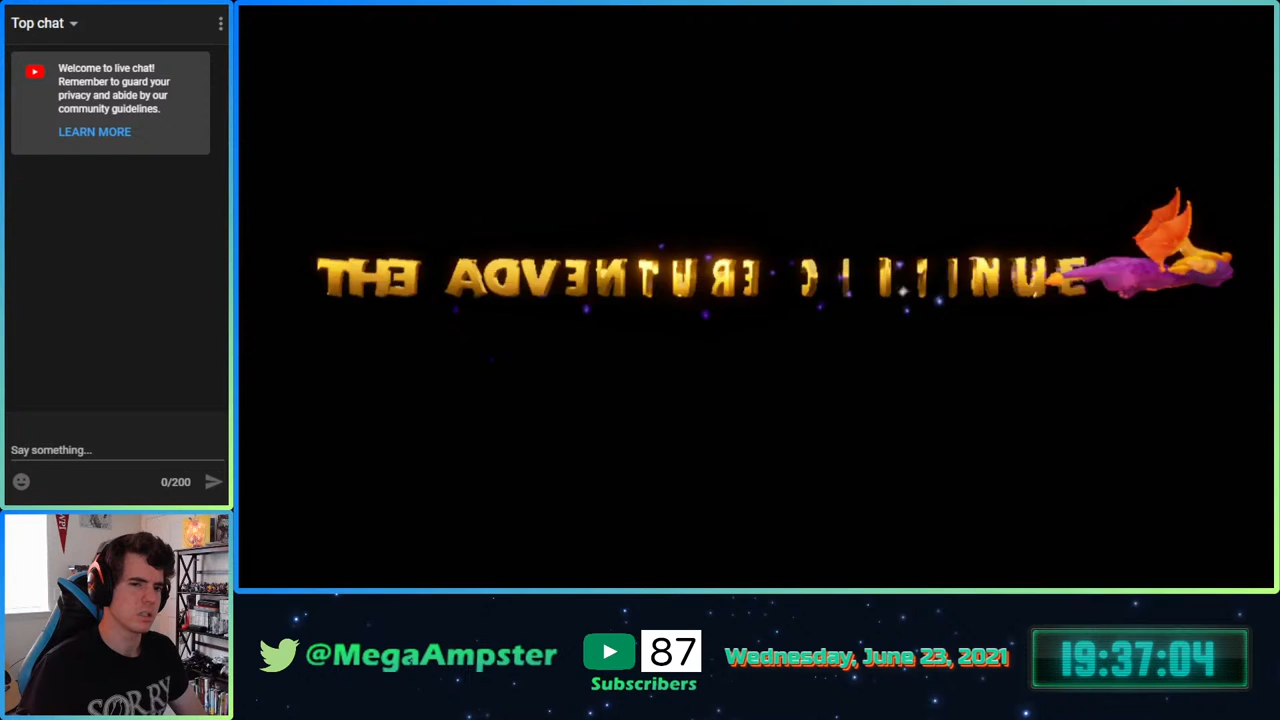 Top chat
Welcome to live chat!
Remember to guard your
privacy and abide by our
community guidelines.
LEARN MORE
THE ADVENTURE
Say something...
0/200
SORRY
@MegaAmpster
87
Subscribers
Wednesday, June 23, 2021
19:37:04